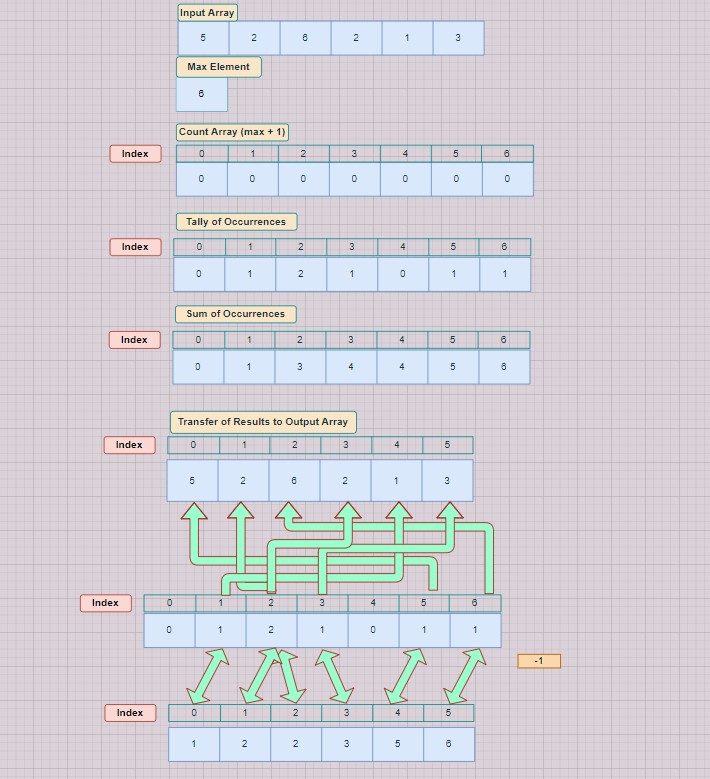 Input Array
5 2 6 2 1 3
Max Element
6
Count Array (max + 1)
Index 0 1 2 3 4 5 6
0 0 0 0 0 0 0
Tally of Occurrences
Index 0 1 2 3 4 5 6
0 1 2 1 0 1 1
Sum of Occurrences
Index 0 1 2 3 4 5 6
0 1 3 4 4 5 6
Transfer of Results to Output Array
Index 0 1 2 3 4 5
5 2 6 2 1 3
Index 0 1 2 3 4 5 6
0 1 2 1 0 1 1
-1
Index 0 1 2 3 4 5
1 2 2 3 5 6